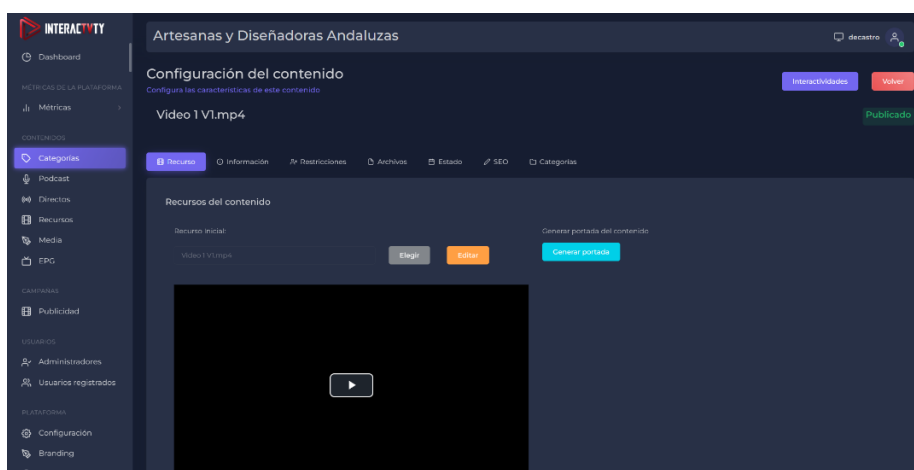 INTERACTVTY
Artesanas y Diseñadoras Andaluzas
decastro
Dashboard
MÉTRICAS DE LA PLATAFORMA
Métricas
CONTENIDOS
Categorías
Podcast
Directos
Recursos
Media
EPG
CAMPAÑAS
Publicidad
USUARIOS
Administradores
Usuarios registrados
PLATAFORMA
Configuración
Branding
Configuración del contenido
Configura las características de este contenido
Interactividades
Volver
Video 1 V1.mp4
Publicado
Recurso
Información
Restricciones
Archivos
Estado
SEO
Categorías
Recursos del contenido
Recurso inicial:
Video 1 V1.mp4
Elegir
Editar
Generar portada del contenido
Generar portada